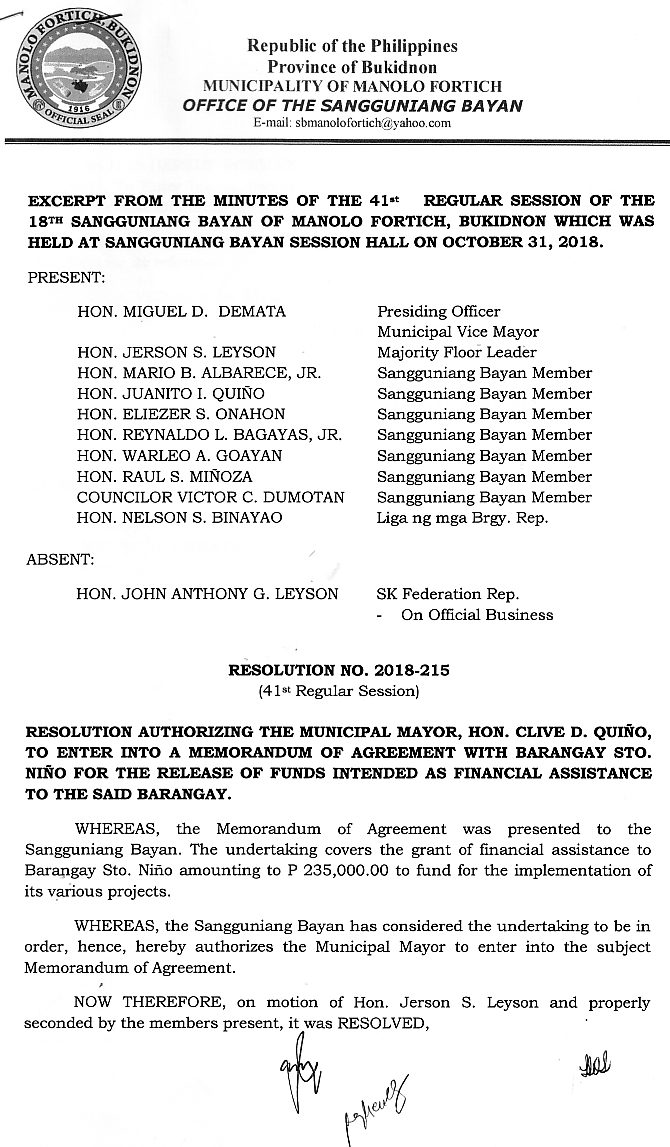 MANOLO FORTICH, BUKIDNON
1916
OFFICIAL SEAL
Republic of the Philippines
Province of Bukidnon
MUNICIPALITY OF MANOLO FORTICH
OFFICE OF THE SANGGUNIANG BAYAN
E-mail: sbmanolofortich@yahoo.com
EXCERPT FROM THE MINUTES OF THE 41st REGULAR SESSION OF THE
18TH SANGGUNIANG BAYAN OF MANOLO FORTICH, BUKIDNON WHICH WAS
HELD AT SANGGUNIANG BAYAN SESSION HALL ON OCTOBER 31, 2018.
PRESENT:
HON. MIGUEL D. DEMATA Presiding Officer
Municipal Vice Mayor
HON. JERSON S. LEYSON Majority Floor Leader
HON. MARIO B. ALBARECE, JR. Sangguniang Bayan Member
HON. JUANITO I. QUIÑO Sangguniang Bayan Member
HON. ELIEZER S. ONAHON Sangguniang Bayan Member
HON. REYNALDO L. BAGAYAS, JR. Sangguniang Bayan Member
HON. WARLEO A. GOAYAN Sangguniang Bayan Member
HON. RAUL S. MIÑOZA Sangguniang Bayan Member
COUNCILOR VICTOR C. DUMOTAN Sangguniang Bayan Member
HON. NELSON S. BINAYAO Liga ng mga Brgy. Rep.
ABSENT:
HON. JOHN ANTHONY G. LEYSON SK Federation Rep.
- On Official Business
RESOLUTION NO. 2018-215
(41st Regular Session)
RESOLUTION AUTHORIZING THE MUNICIPAL MAYOR, HON. CLIVE D. QUIÑO,
TO ENTER INTO A MEMORANDUM OF AGREEMENT WITH BARANGAY STO.
NIÑO FOR THE RELEASE OF FUNDS INTENDED AS FINANCIAL ASSISTANCE
TO THE SAID BARANGAY.
WHEREAS, the Memorandum of Agreement was presented to the
Sangguniang Bayan. The undertaking covers the grant of financial assistance to
Barangay Sto. Niño amounting to P 235,000.00 to fund for the implementation of
its various projects.
WHEREAS, the Sangguniang Bayan has considered the undertaking to be in
order, hence, hereby authorizes the Municipal Mayor to enter into the subject
Memorandum of Agreement.
NOW THEREFORE, on motion of Hon. Jerson S. Leyson and properly
seconded by the members present, it was RESOLVED,